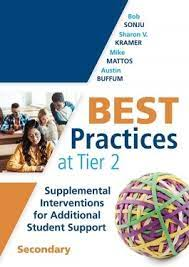 Bob
SONJU
Sharon V.
KRAMER
Mike
MATTOS
Austin
BUFFUM
BEST
Practices
at Tier 2
Supplemental
Interventions
for Additional
Student Support
Secondary